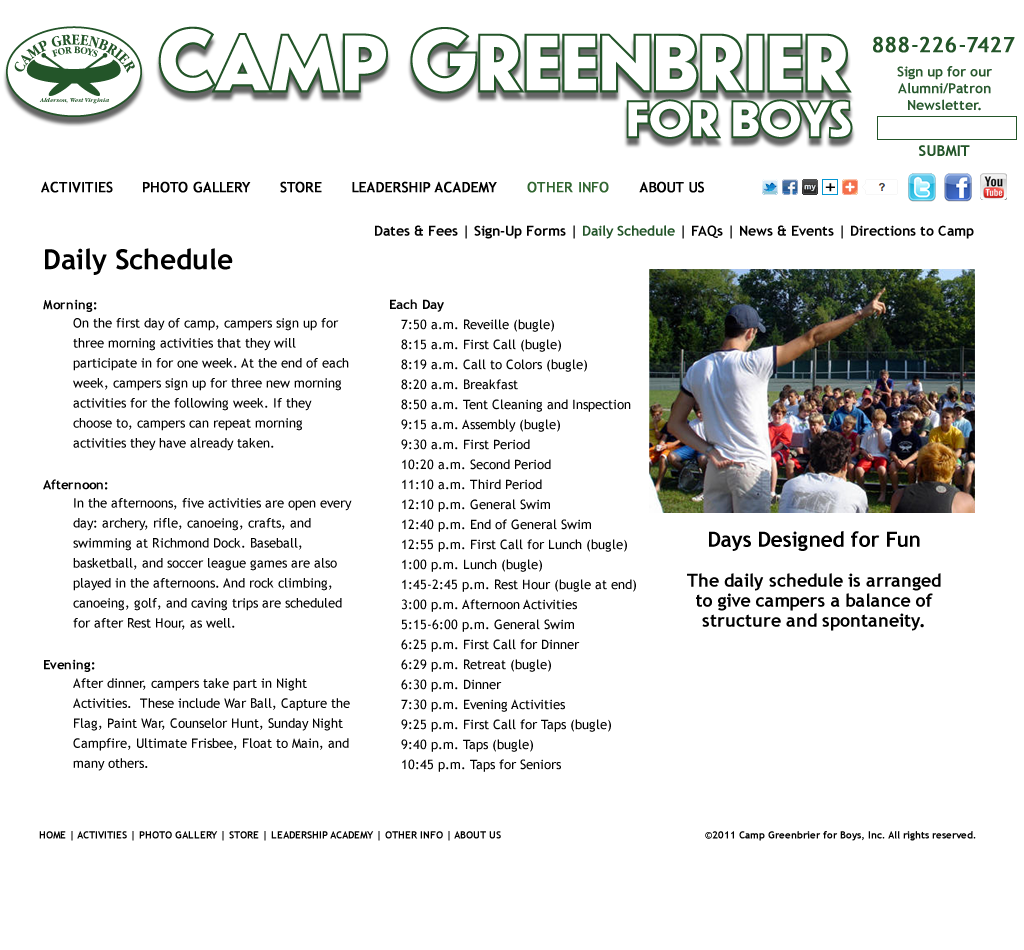 CAMP GREENBRIER
FOR BOYS
Alderson, West Virginia
CAMP GREENBRIER
FOR BOYS
888-226-7427
Sign up for our
Alumni/Patron
Newsletter.
SUBMIT
ACTIVITIES PHOTO GALLERY STORE LEADERSHIP ACADEMY OTHER INFO ABOUT US my + + ? t f You Tube
Dates & Fees | Sign-Up Forms | Daily Schedule | FAQs | News & Events | Directions to Camp
Daily Schedule
Morning:
On the first day of camp, campers sign up for
three morning activities that they will
participate in for one week. At the end of each
week, campers sign up for three new morning
activities for the following week. If they
choose to, campers can repeat morning
activities they have already taken.
Afternoon:
In the afternoons, five activities are open every
day: archery, rifle, canoeing, crafts, and
swimming at Richmond Dock. Baseball,
basketball, and soccer league games are also
played in the afternoons. And rock climbing,
canoeing, golf, and caving trips are scheduled
for after Rest Hour, as well.
Evening:
After dinner, campers take part in Night
Activities.  These include War Ball, Capture the
Flag, Paint War, Counselor Hunt, Sunday Night
Campfire, Ultimate Frisbee, Float to Main, and
many others.
Each Day
7:50 a.m. Reveille (bugle)
8:15 a.m. First Call (bugle)
8:19 a.m. Call to Colors (bugle)
8:20 a.m. Breakfast
8:50 a.m. Tent Cleaning and Inspection
9:15 a.m. Assembly (bugle)
9:30 a.m. First Period
10:20 a.m. Second Period
11:10 a.m. Third Period
12:10 p.m. General Swim
12:40 p.m. End of General Swim
12:55 p.m. First Call for Lunch (bugle)
1:00 p.m. Lunch (bugle)
1:45-2:45 p.m. Rest Hour (bugle at end)
3:00 p.m. Afternoon Activities
5:15-6:00 p.m. General Swim
6:25 p.m. First Call for Dinner
6:29 p.m. Retreat (bugle)
6:30 p.m. Dinner
7:30 p.m. Evening Activities
9:25 p.m. First Call for Taps (bugle)
9:40 p.m. Taps (bugle)
10:45 p.m. Taps for Seniors
Days Designed for Fun
The daily schedule is arranged
to give campers a balance of
structure and spontaneity.
HOME | ACTIVITIES | PHOTO GALLERY | STORE | LEADERSHIP ACADEMY | OTHER INFO | ABOUT US
©2011 Camp Greenbrier for Boys, Inc. All rights reserved.